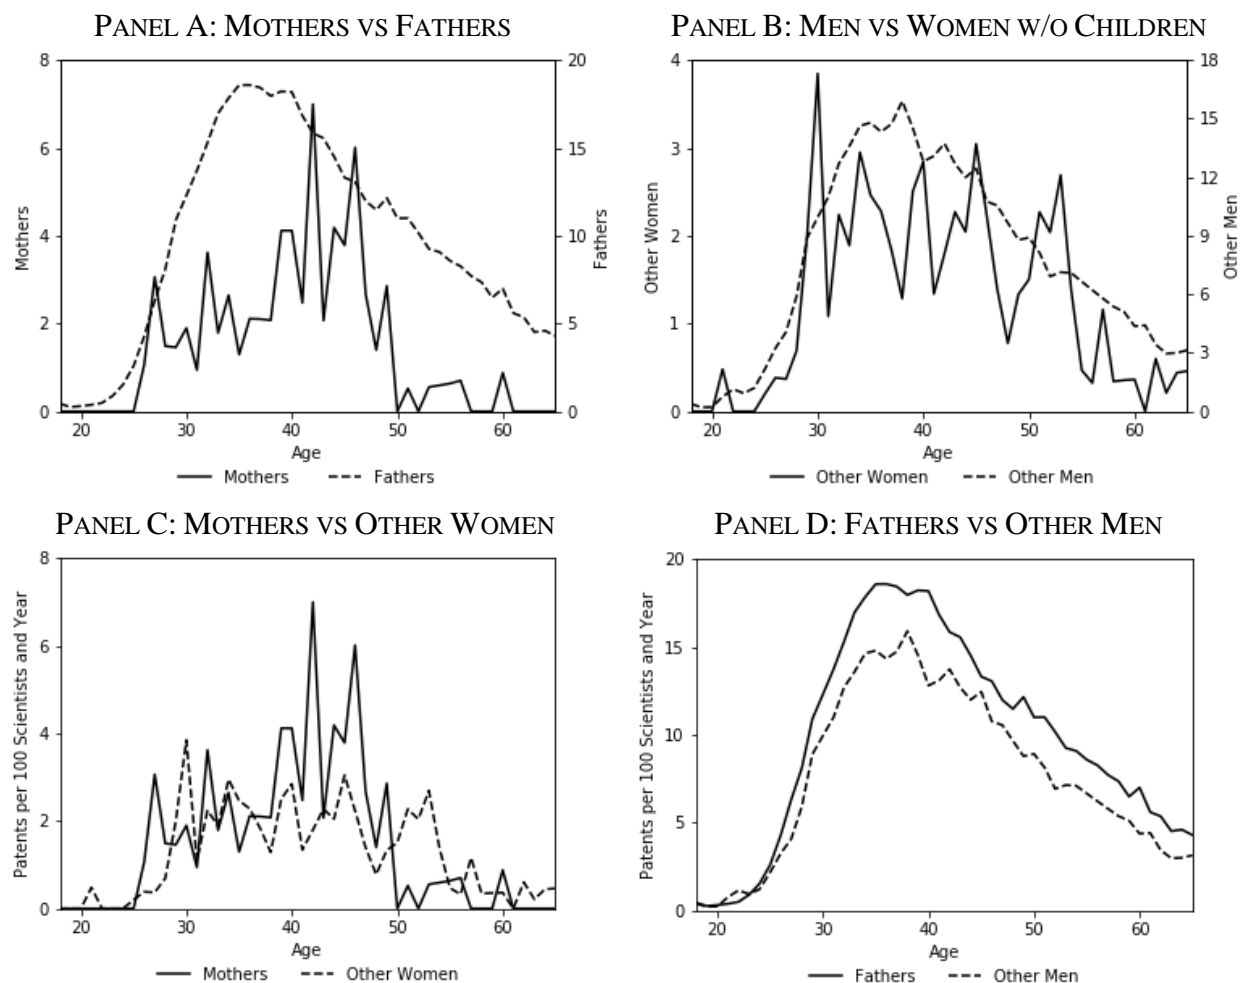 PANEL A: MOTHERS VS FATHERS
8
6
4
2
0
Mothers
20
15
10
5
0
Fathers
20 30 40 50 60
Age
Mothers Fathers
PANEL B: MEN VS WOMEN W/O CHILDREN
4
3
2
1
0
Other Women
18
15
12
9
6
3
0
Other Men
20 30 40 50 60
Age
Other Women Other Men
PANEL C: MOTHERS VS OTHER WOMEN
8
6
4
2
0
Patents per 100 Scientists and Year
20 30 40 50 60
Age
Mothers Other Women
PANEL D: FATHERS VS OTHER MEN
20
15
10
5
0
Patents per 100 Scientists and Year
20 30 40 50 60
Age
Fathers Other Men